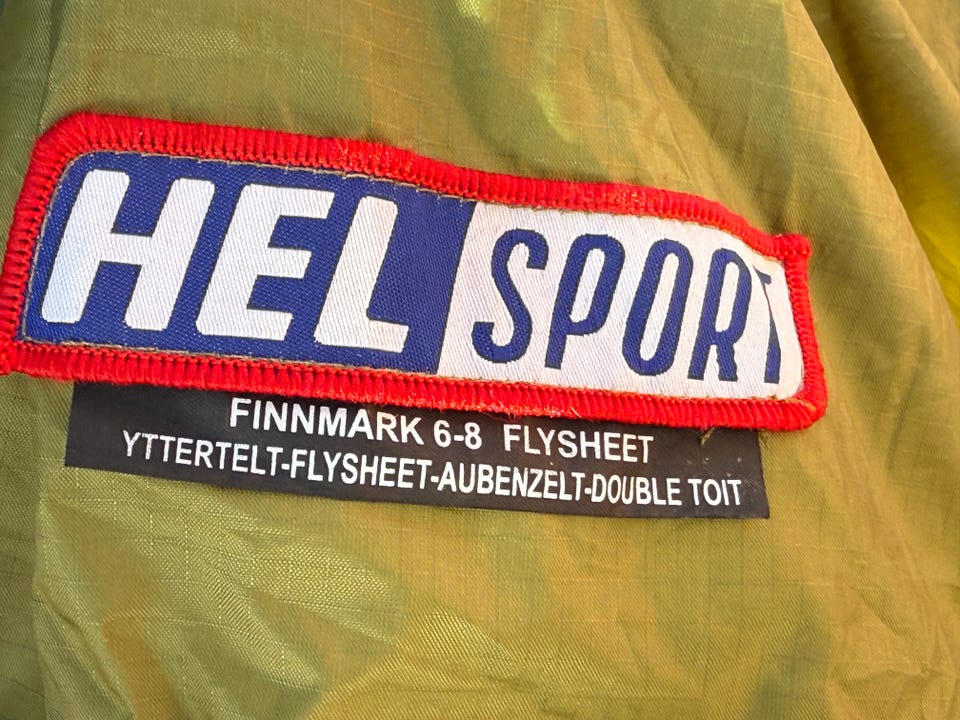 HEL SPORT
FINNMARK 6-8 FLYSHEET
YTTERTELT-FLYSHEET-AUBENZELT-DOUBLE TOIT